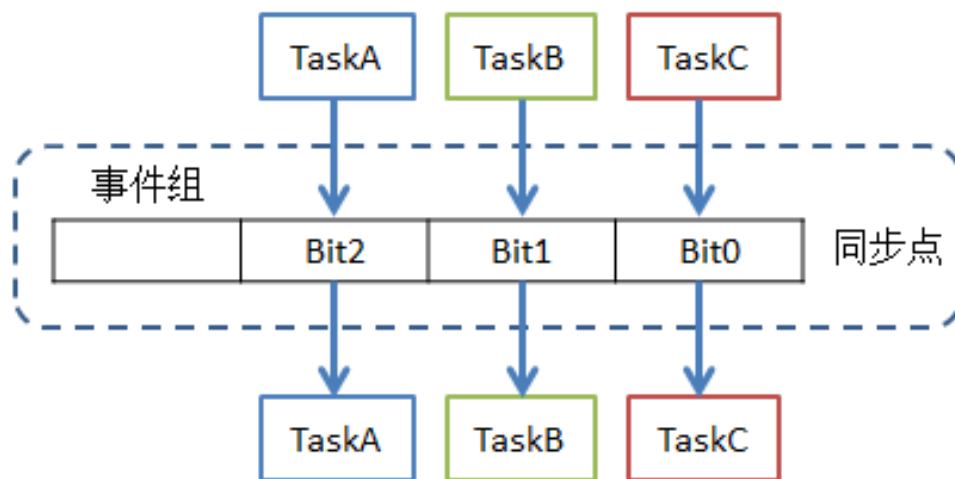 TaskA TaskB TaskC
事件组
Bit2 Bit1 Bit0 同步点
TaskA TaskB TaskC